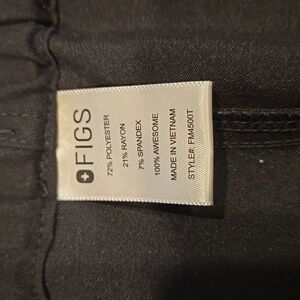 FIGS
72% POLYESTER
21% RAYON
7% SPANDEX
100% AWESOME
MADE IN VIETNAM
STYLE#: FM4500T